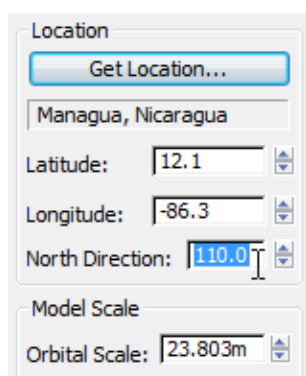 Location
Get Location...
Managua, Nicaragua
Latitude: 12.1
Longitude: -86.3
North Direction: 110.0
Model Scale
Orbital Scale: 23.803m